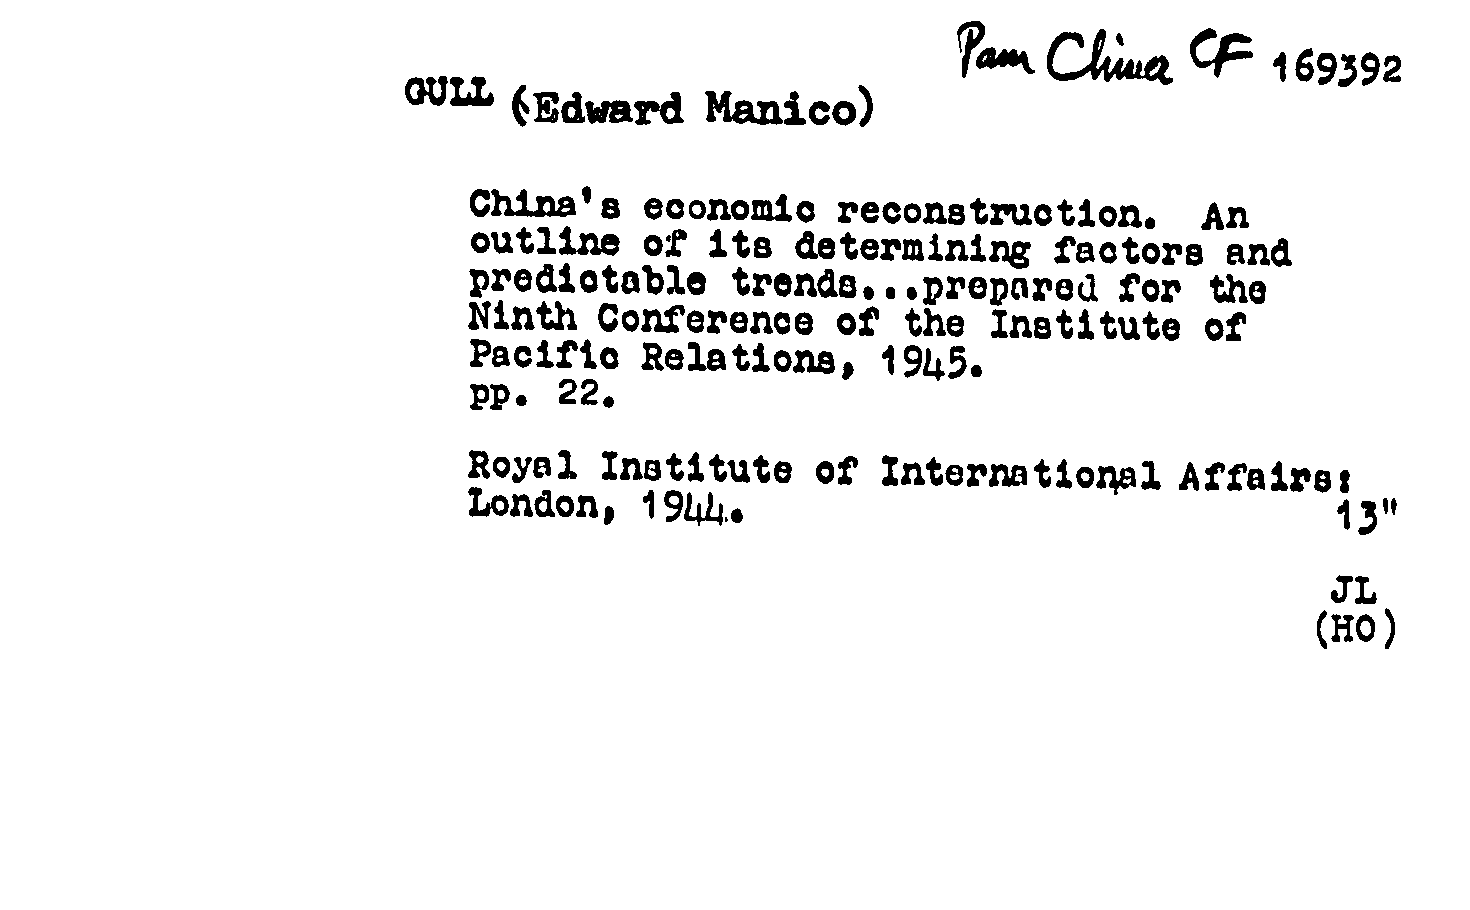 Pam China CF 169392
GULL (Edward Manico)
China's economic reconstruction. An
outline of its determining factors and
predictable trends...prepared for the
Ninth Conference of the Institute of
Pacific Relations, 1945.
pp. 22.
Royal Institute of International Affairs:
London, 1944.
13"
JL
(HO)